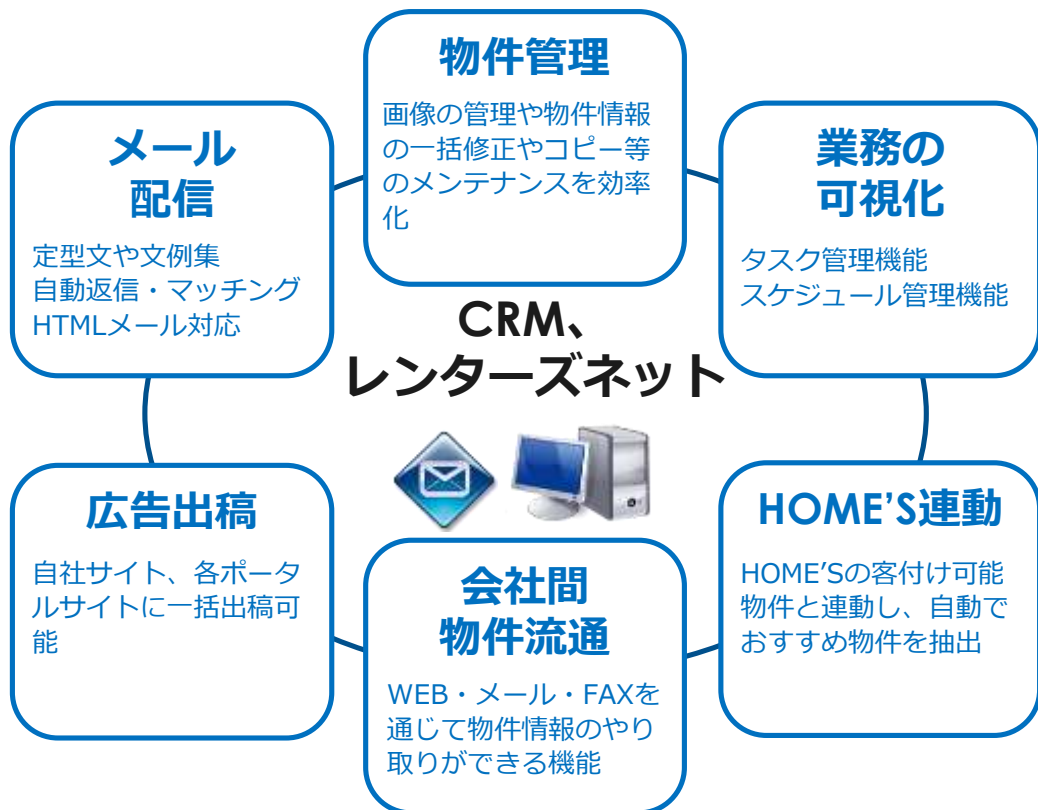 物件管理
画像の管理や物件情報
の一括修正やコピー等
のメンテナンスを効率
化
メール
配信
定型文や文例集
自動返信・マッチング
HTMLメール対応
業務の
可視化
タスク管理機能
スケジュール管理機能
CRM、
レンターズネット
広告出稿
自社サイト、各ポータ
ルサイトに一括出稿可
能
会社間
物件流通
WEB・メール・FAXを
通じて物件情報のやり
取りができる機能
HOME’S連動
HOME’Sの客付け可能
物件と連動し、自動で
おすすめ物件を抽出